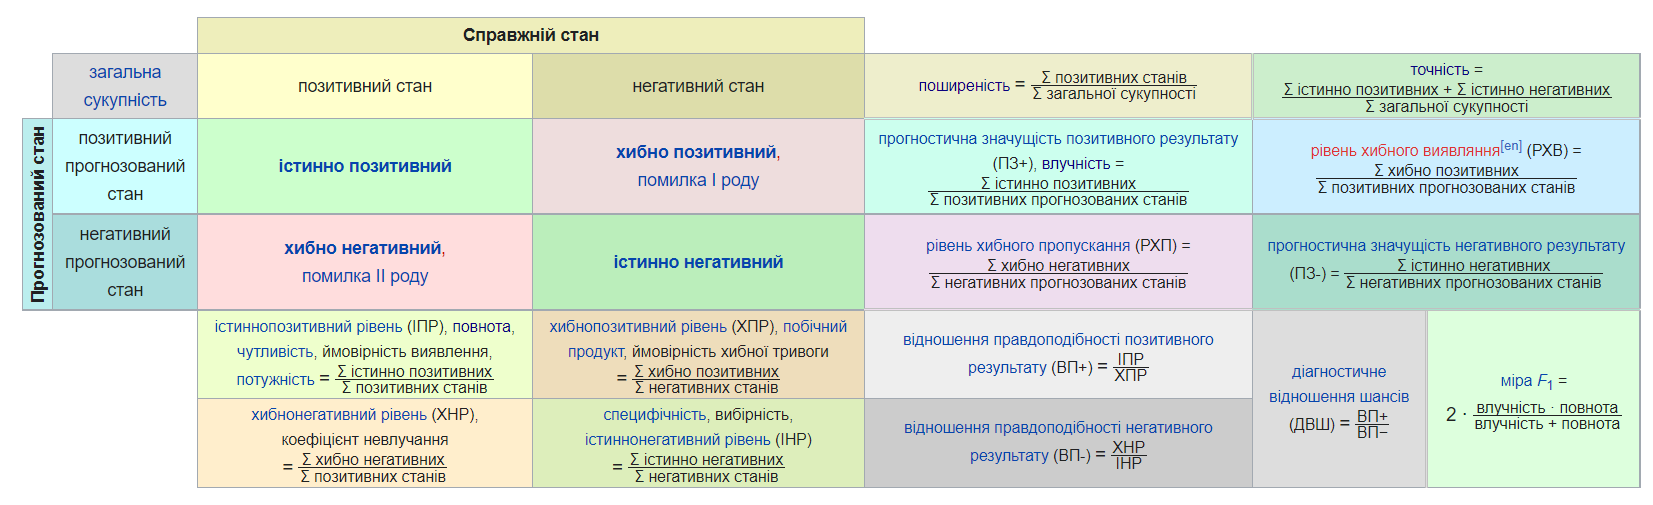 Справжній стан
загальна
сукупність
позитивний стан
негативний стан
поширеність = Σ позитивних станів
Σ загальної сукупності
точність =
Σ істинно позитивних + Σ істинно негативних
Σ загальної сукупності
Прогнозований стан
позитивний
прогнозований
стан
істинно позитивний
хибно позитивний,
помилка I роду
прогностична значущість позитивного результату
(ПЗ+), влучність =
Σ істинно позитивних
Σ позитивних прогнозованих станів
рівень хибного виявляння[en] (РХВ) =
Σ хибно позитивних
Σ позитивних прогнозованих станів
негативний
прогнозований
стан
хибно негативний,
помилка II роду
істинно негативний
рівень хибного пропускання (РХП) =
Σ хибно негативних
Σ негативних прогнозованих станів
прогностична значущість негативного результату
(ПЗ-) = Σ істинно негативних
Σ негативних прогнозованих станів
істиннопозитивний рівень (ІПР), повнота,
чутливість, ймовірність виявлення,
потужність = Σ істинно позитивних
Σ позитивних станів
хибнопозитивний рівень (ХПР), побічний
продукт, ймовірність хибної тривоги
= Σ хибно позитивних
Σ негативних станів
відношення правдоподібності позитивного
результату (ВП+) = ІПР
ХПР
діагностичне
відношення шансів
(ДВШ) = ВП+
ВП−
міра F1 =
2 · влучність · повнота
влучність + повнота
хибнонегативний рівень (ХНР),
коефіцієнт невлучання
= Σ хибно негативних
Σ позитивних станів
специфічність, вибірність,
істиннонегативний рівень (ІНР)
= Σ істинно негативних
Σ негативних станів
відношення правдоподібності негативного
результату (ВП-) = ХНР
ІНР